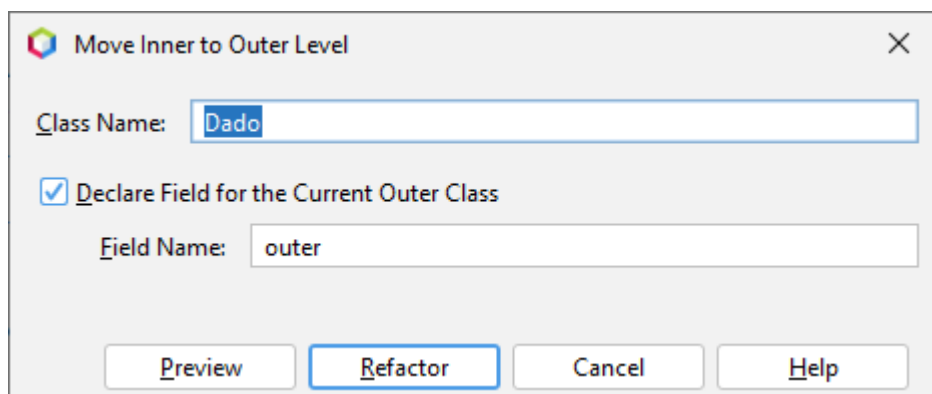 Move Inner to Outer Level
Class Name: Dado
Declare Field for the Current Outer Class
Field Name: outer
Preview Refactor Cancel Help